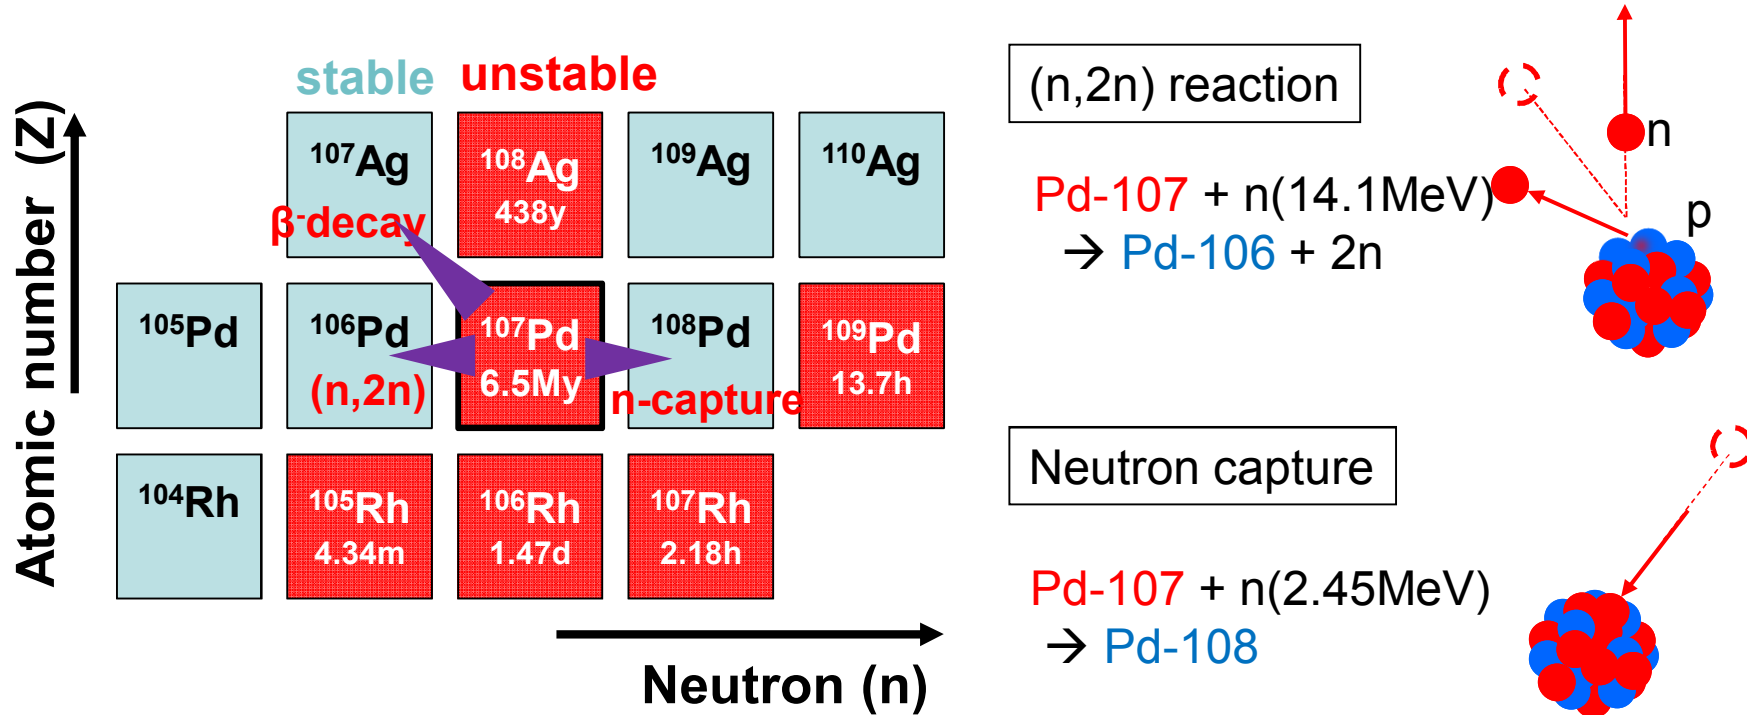 stable unstable
Atomic number (Z)
¹⁰⁷Ag
β⁻decay
¹⁰⁸Ag
438y
¹⁰⁹Ag
¹¹⁰Ag
¹⁰⁵Pd
¹⁰⁶Pd
(n,2n)
¹⁰⁷Pd
6.5My
¹⁰⁸Pd
n-capture
¹⁰⁹Pd
13.7h
¹⁰⁴Rh
¹⁰⁵Rh
4.34m
¹⁰⁶Rh
1.47d
¹⁰⁷Rh
2.18h
Neutron (n)
(n,2n) reaction
Pd-107 + n(14.1MeV)
→ Pd-106 + 2n
n
p
Neutron capture
Pd-107 + n(2.45MeV)
→ Pd-108